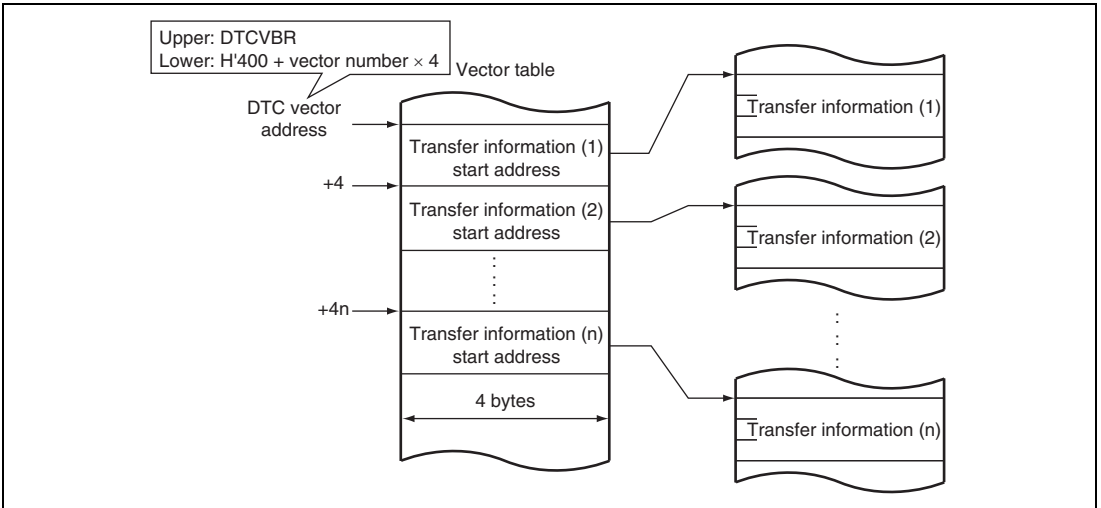 Upper: DTCVBR
Lower: H'400 + vector number × 4
Vector table
DTC vector
address
Transfer information (1)
start address
+4
Transfer information (2)
start address
+4n
Transfer information (n)
start address
4 bytes
Transfer information (1)
Transfer information (2)
Transfer information (n)